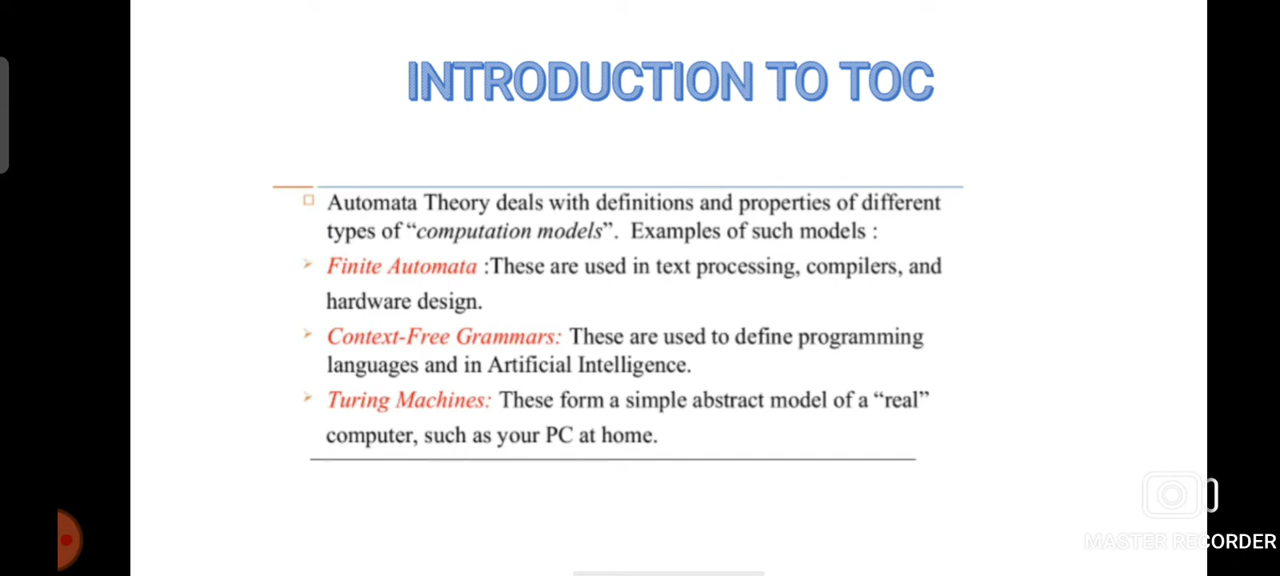 INTRODUCTION TO TOC
Automata Theory deals with definitions and properties of different
types of “computation models”. Examples of such models :
Finite Automata :These are used in text processing, compilers, and
hardware design.
Context-Free Grammars: These are used to define programming
languages and in Artificial Intelligence.
Turing Machines: These form a simple abstract model of a “real”
computer, such as your PC at home.
MASTER RECORDER